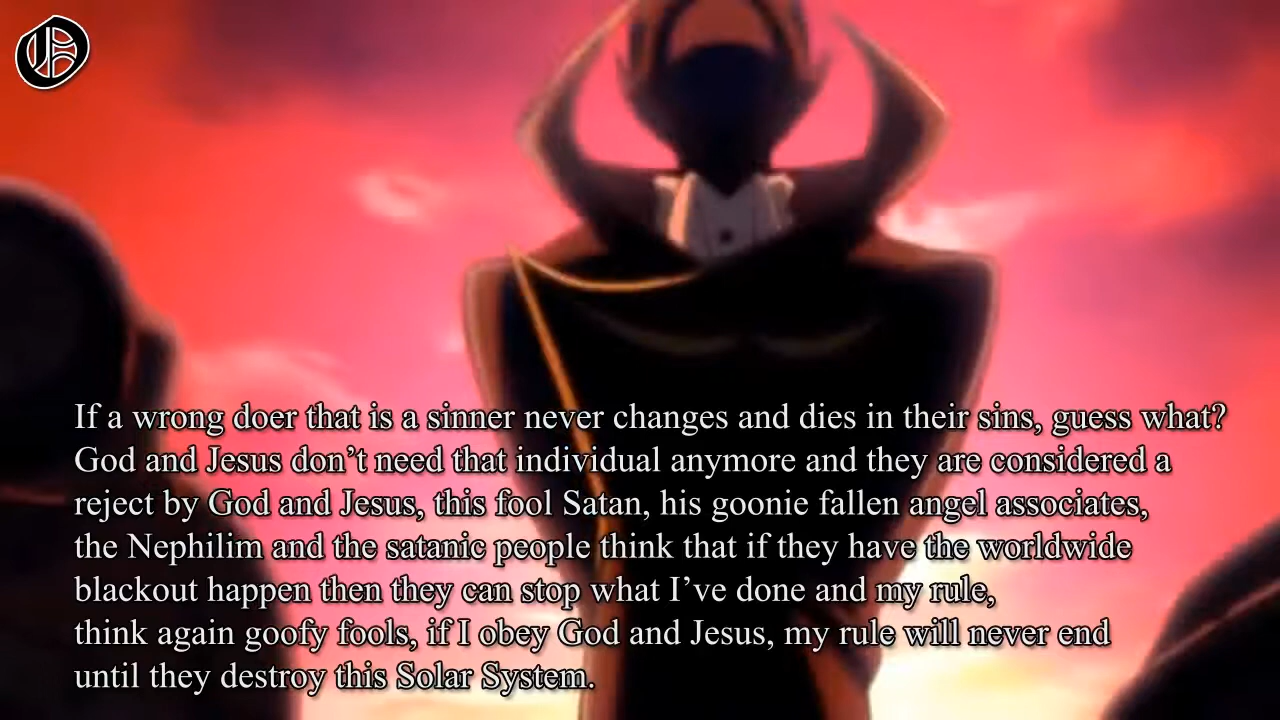 If a wrong doer that is a sinner never changes and dies in their sins, guess what?
God and Jesus don’t need that individual anymore and they are considered a
reject by God and Jesus, this fool Satan, his goonie fallen angel associates,
the Nephilim and the satanic people think that if they have the worldwide
blackout happen then they can stop what I’ve done and my rule,
think again goofy fools, if I obey God and Jesus, my rule will never end
until they destroy this Solar System.